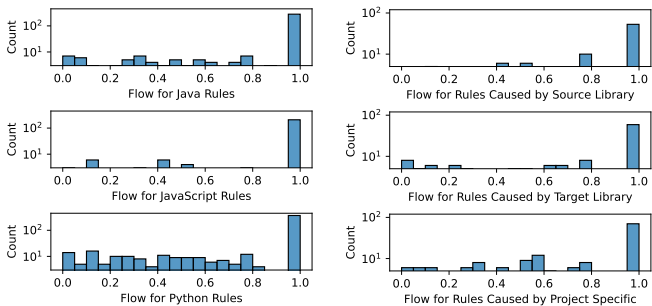 Count
10²
10¹
0.0 0.2 0.4 0.6 0.8 1.0
Flow for Java Rules
Count
10²
10¹
0.0 0.2 0.4 0.6 0.8 1.0
Flow for Rules Caused by Source Library
Count
10²
10¹
0.0 0.2 0.4 0.6 0.8 1.0
Flow for JavaScript Rules
Count
10²
10¹
0.0 0.2 0.4 0.6 0.8 1.0
Flow for Rules Caused by Target Library
Count
10²
10¹
0.0 0.2 0.4 0.6 0.8 1.0
Flow for Python Rules
Count
10²
10¹
0.0 0.2 0.4 0.6 0.8 1.0
Flow for Rules Caused by Project Specific